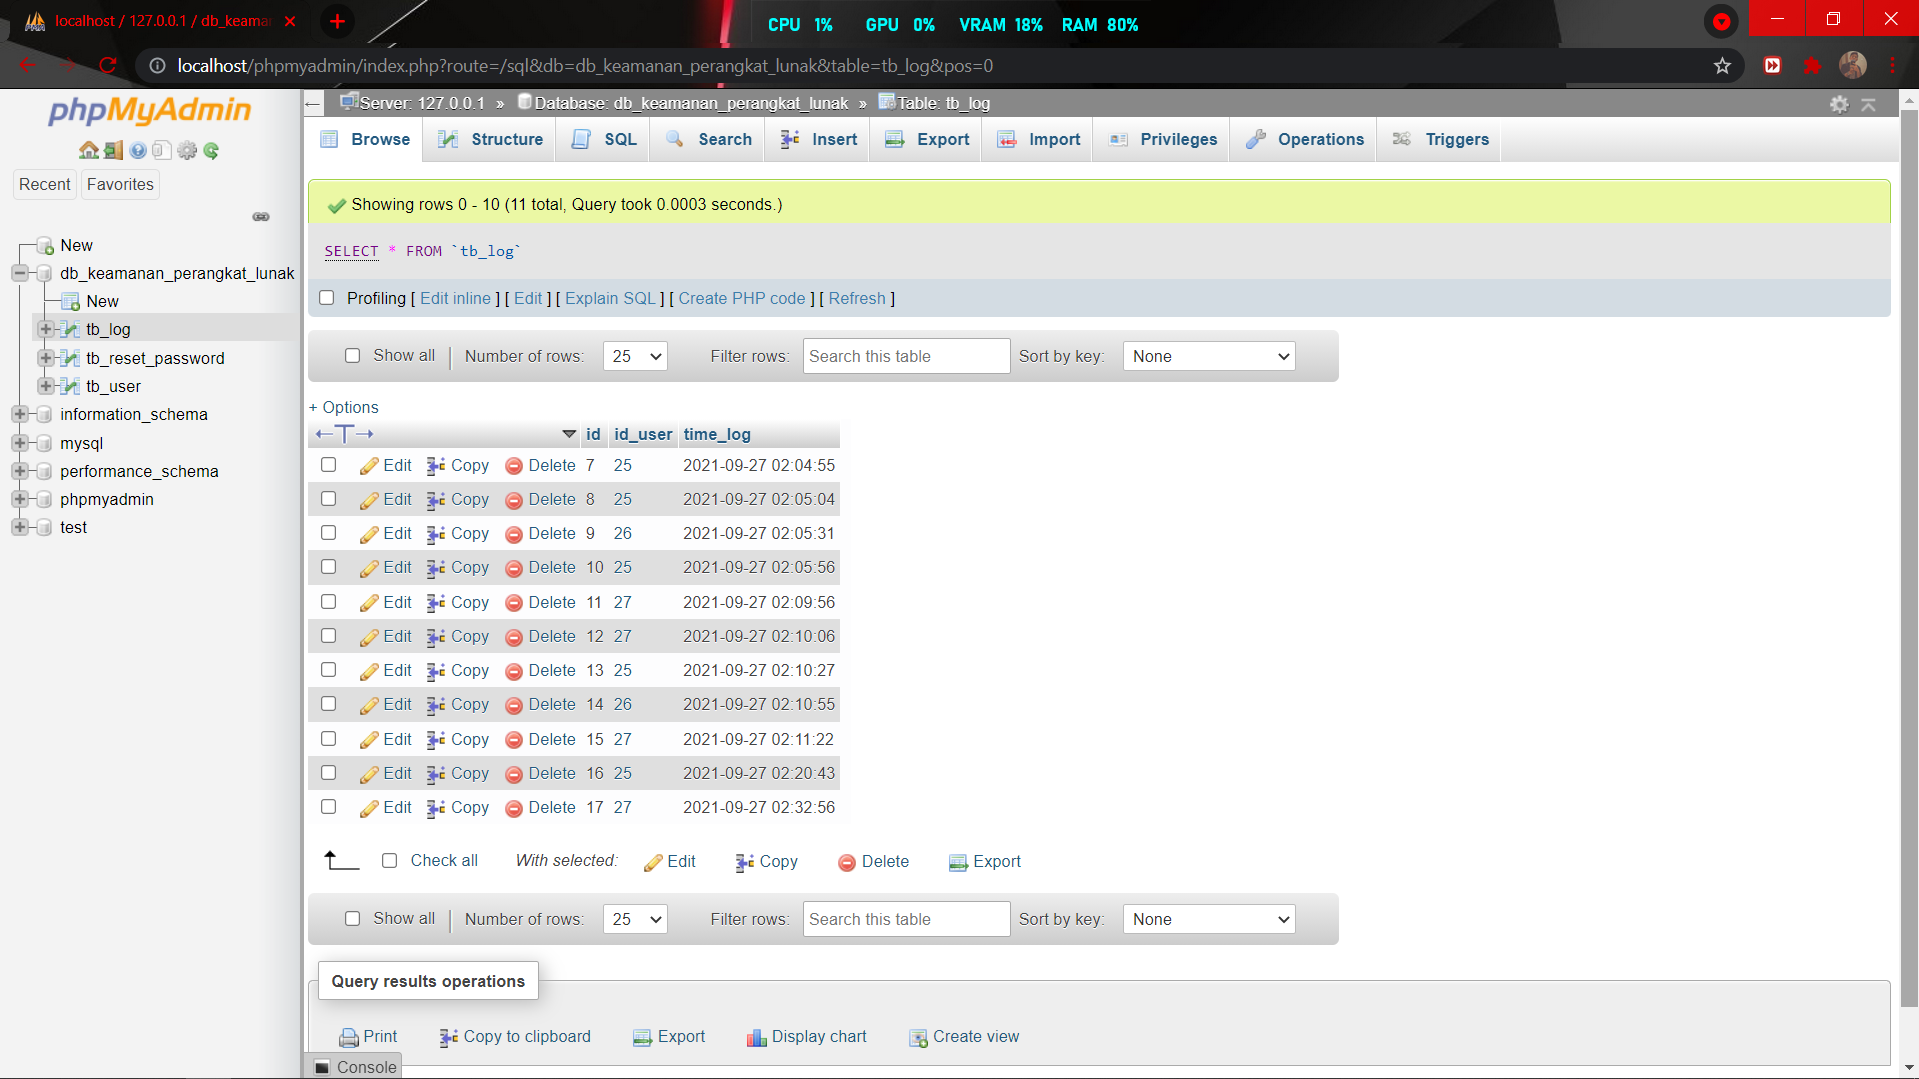 localhost / 127.0.0.1 / db_keaman
CPU 1% GPU 0% VRAM 18% RAM 80%
localhost/phpmyadmin/index.php?route=/sql&db=db_keamanan_perangkat_lunak&table=tb_log&pos=0
phpMyAdmin
Recent Favorites
New
db_keamanan_perangkat_lunak
New
tb_log
tb_reset_password
tb_user
information_schema
mysql
performance_schema
phpmyadmin
test
Server: 127.0.0.1 » Database: db_keamanan_perangkat_lunak » Table: tb_log
Browse Structure SQL Search Insert Export Import Privileges Operations Triggers
Showing rows 0 - 10 (11 total, Query took 0.0003 seconds.)
SELECT * FROM `tb_log`
Profiling [ Edit inline ] [ Edit ] [ Explain SQL ] [ Create PHP code ] [ Refresh ]
Show all | Number of rows: 25 Filter rows: Search this table Sort by key: None
+ Options
←T→ id id_user time_log
Edit Copy Delete 7 25 2021-09-27 02:04:55
Edit Copy Delete 8 25 2021-09-27 02:05:04
Edit Copy Delete 9 26 2021-09-27 02:05:31
Edit Copy Delete 10 25 2021-09-27 02:05:56
Edit Copy Delete 11 27 2021-09-27 02:09:56
Edit Copy Delete 12 27 2021-09-27 02:10:06
Edit Copy Delete 13 25 2021-09-27 02:10:27
Edit Copy Delete 14 26 2021-09-27 02:10:55
Edit Copy Delete 15 27 2021-09-27 02:11:22
Edit Copy Delete 16 25 2021-09-27 02:20:43
Edit Copy Delete 17 27 2021-09-27 02:32:56
Check all With selected: Edit Copy Delete Export
Show all | Number of rows: 25 Filter rows: Search this table Sort by key: None
Query results operations
Print Copy to clipboard Export Display chart Create view
Console